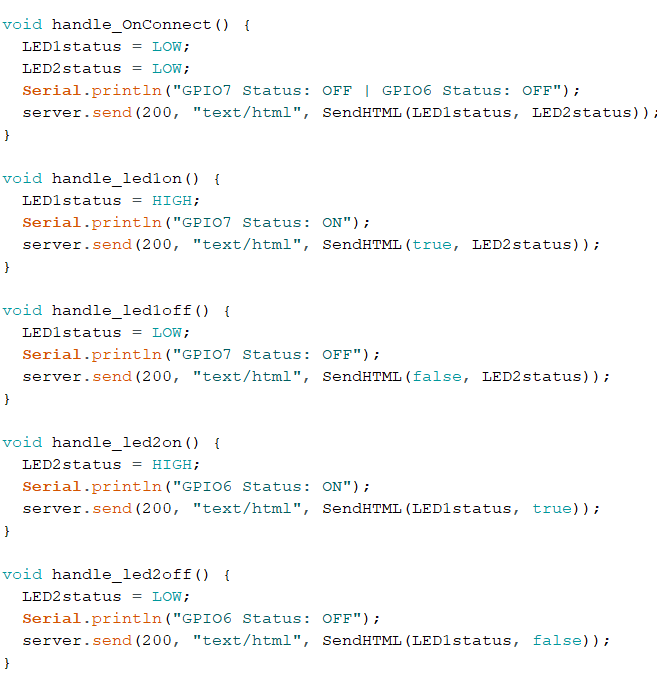 void handle_OnConnect() {
  LED1status = LOW;
  LED2status = LOW;
  Serial.println("GPIO7 Status: OFF | GPIO6 Status: OFF");
  server.send(200, "text/html", SendHTML(LED1status, LED2status));
}

void handle_led1on() {
  LED1status = HIGH;
  Serial.println("GPIO7 Status: ON");
  server.send(200, "text/html", SendHTML(true, LED2status));
}

void handle_led1off() {
  LED1status = LOW;
  Serial.println("GPIO7 Status: OFF");
  server.send(200, "text/html", SendHTML(false, LED2status));
}

void handle_led2on() {
  LED2status = HIGH;
  Serial.println("GPIO6 Status: ON");
  server.send(200, "text/html", SendHTML(LED1status, true));
}

void handle_led2off() {
  LED2status = LOW;
  Serial.println("GPIO6 Status: OFF");
  server.send(200, "text/html", SendHTML(LED1status, false));
}